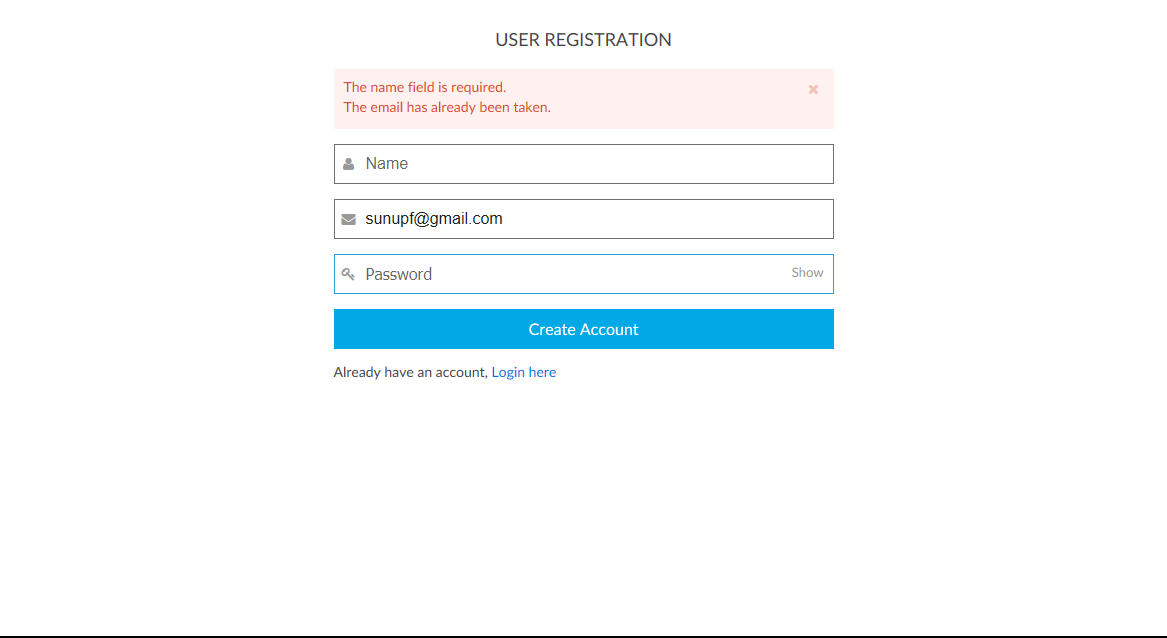 USER REGISTRATION
The name field is required.
The email has already been taken.
Name
sunupf@gmail.com
Password Show
Create Account
Already have an account, Login here